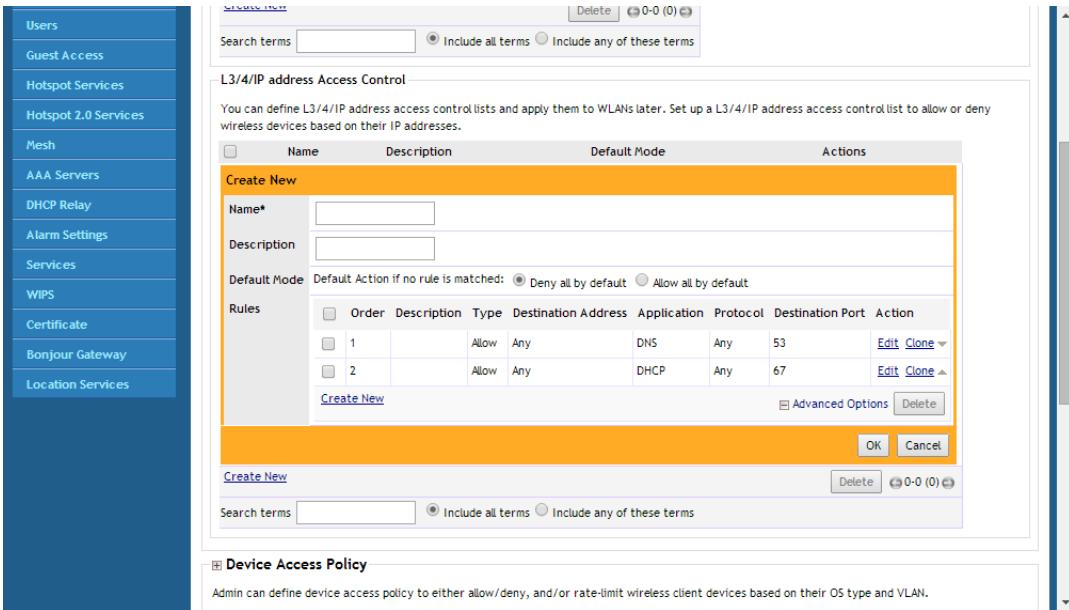 Users
Guest Access
Hotspot Services
Hotspot 2.0 Services
Mesh
AAA Servers
DHCP Relay
Alarm Settings
Services
WIPS
Certificate
Bonjour Gateway
Location Services
Create New Delete 0-0 (0)
Search terms Include all terms Include any of these terms
L3/4/IP address Access Control
You can define L3/4/IP address access control lists and apply them to WLANs later. Set up a L3/4/IP address access control list to allow or deny
wireless devices based on their IP addresses.
Name Description Default Mode Actions
Create New
Name*
Description
Default Mode Default Action if no rule is matched: Deny all by default Allow all by default
Rules
Order Description Type Destination Address Application Protocol Destination Port Action
1 Allow Any DNS Any 53 Edit Clone
2 Allow Any DHCP Any 67 Edit Clone
Create New Advanced Options Delete
OK Cancel
Create New Delete 0-0 (0)
Search terms Include all terms Include any of these terms
Device Access Policy
Admin can define device access policy to either allow/deny, and/or rate-limit wireless client devices based on their OS type and VLAN.